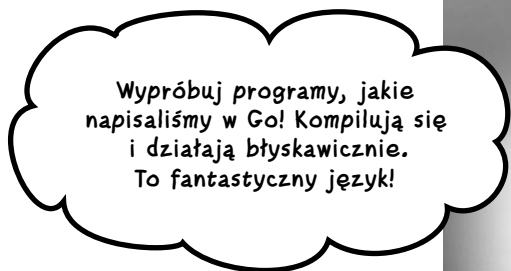 Wypróbuj programy, jakie
napisaliśmy w Go! Kompilują się
i działają błyskawicznie.
To fantastyczny język!